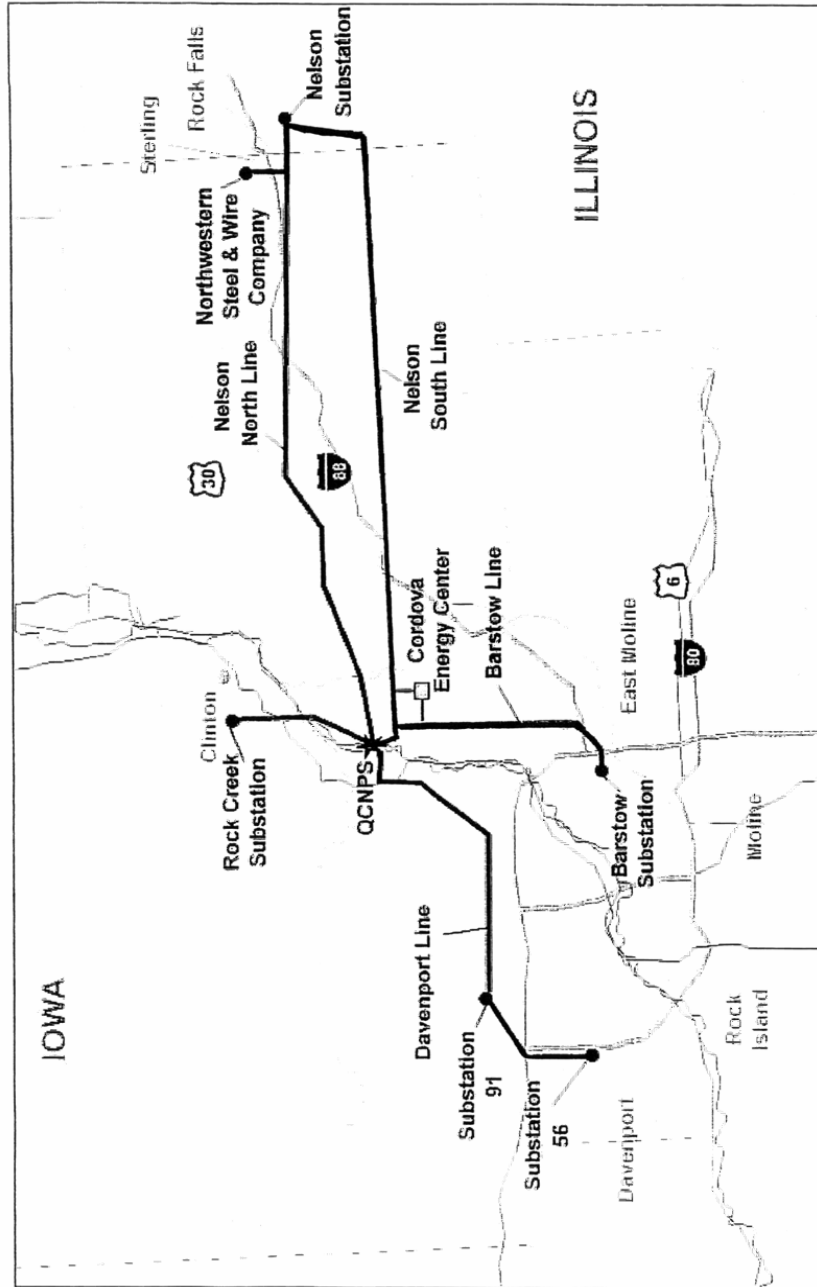 IOWA
ILLINOIS
Sterling
Rock Falls
Northwestern
Steel & Wire
Company
Nelson
Substation
Nelson
North Line
30
88
Nelson
South Line
Clinton
Rock Creek
Substation
QCNPS
Cordova
Energy Center
Barstow Line
Davenport Line
Substation
91
Substation
56
Barstow
Substation
East Moline
6
80
Moline
Rock
Island
Davenport